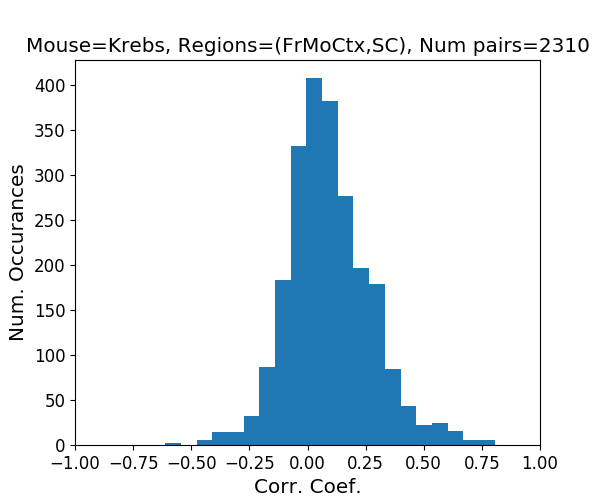 Mouse=Krebs, Regions=(FrMoCtx,SC), Num pairs=2310
400
350
300
250
200
150
100
50
0
Num. Occurances
−1.00 −0.75 −0.50 −0.25 0.00 0.25 0.50 0.75 1.00
Corr. Coef.